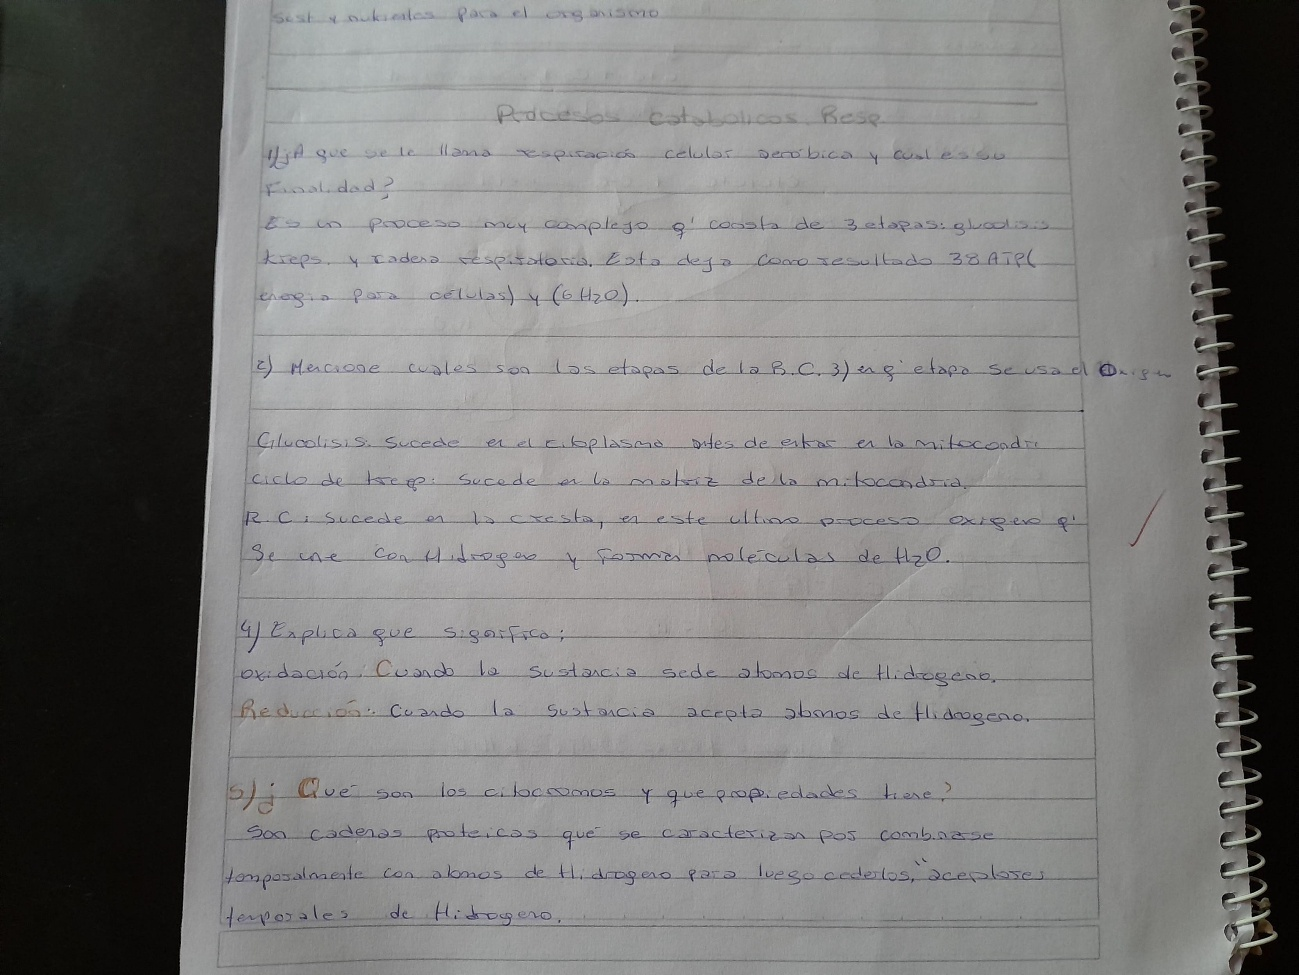 sust y nutrientes para el organismo
Procesos Catabolicos. Resp.
1)¿A que se le llama respiración celular aeróbica y cual es su
Finalidad?
Es un proceso muy complejo q' consta de 3 etapas: glucolisis
kreps. y cadena respiratoria. Esta deja como resultado 38 ATP(
energia para células) y (6 H2O).
2) Mencione cuales son las etapas de la R.C. 3) en q' etapa se usa el Oxigen
Glucolisis. Sucede en el citoplasma antes de entrar en la mitocondri
ciclo de krep: Sucede en la matriz de la mitocondria.
R.C: Sucede en la cresta, en este ultimo proceso oxigeno q'
se une con Hidrogeno y forman moléculas de H2O.
4) Explica que significa:
oxidación. Cuando la sustancia sede atomos de Hidrogeno.
Reducción: Cuando la sustancia acepta atomos de Hidrogeno.
5)¿ Qué son los citocromos y que propiedades tiene?
Son cadenas proteicas que se caracterizan por combinarse
temporalmente con atomos de Hidrogeno para luego cederlos, "aceptores
temporales de Hidrogeno.